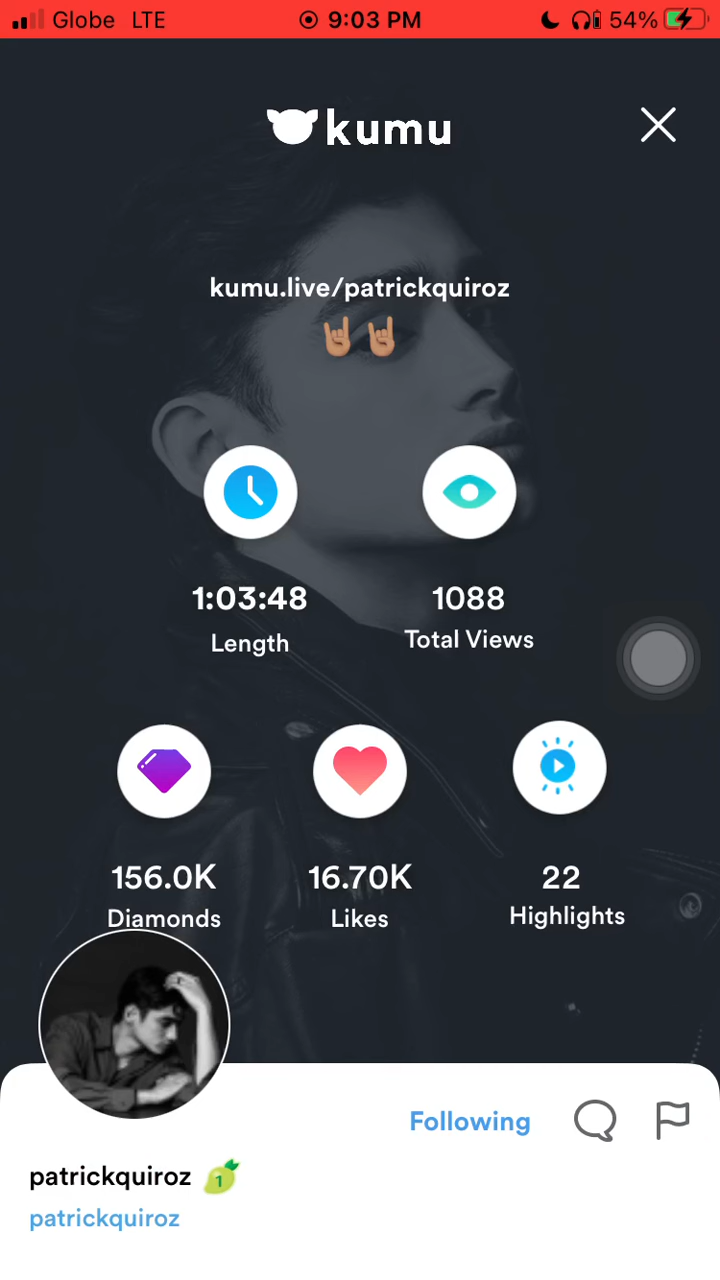 Globe LTE 9:03 PM 54%
kumu
kumu.live/patrickquiroz
🤘🏽🤘🏽
1:03:48 1088
Length Total Views
156.0K 16.70K 22
Diamonds Likes Highlights
Following
patrickquiroz 1
patrickquiroz